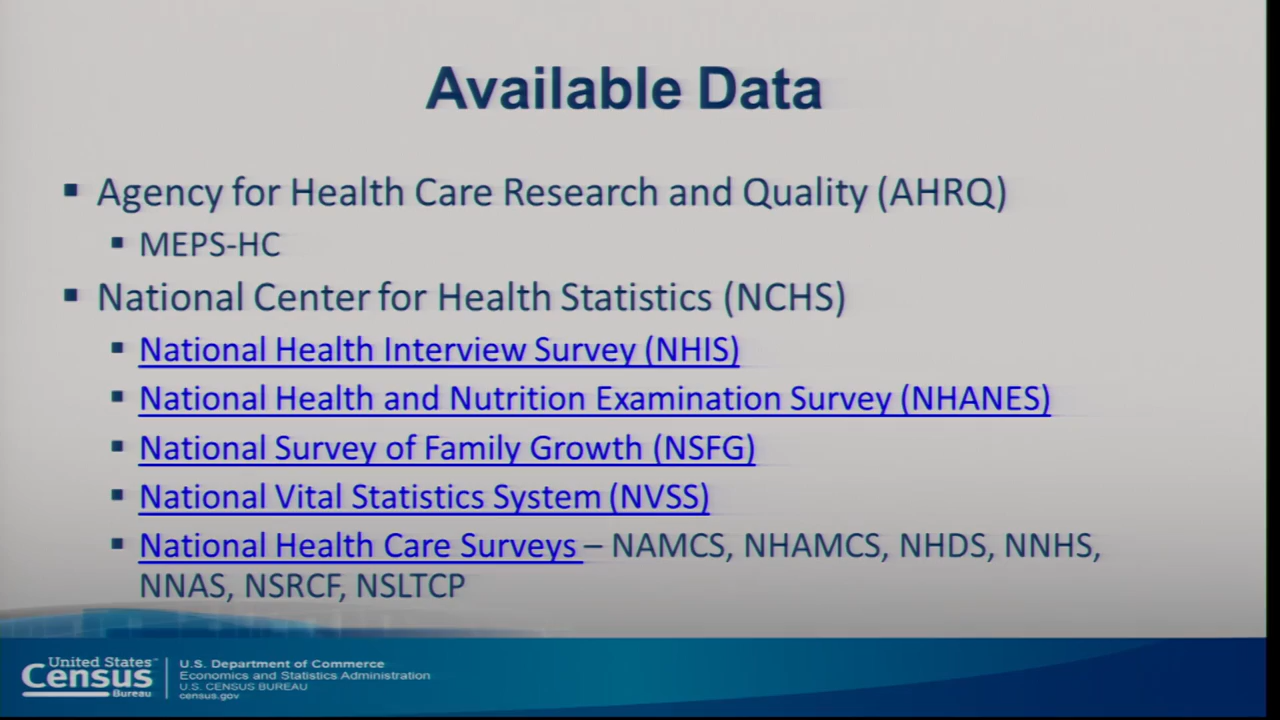 Available Data
▪ Agency for Health Care Research and Quality (AHRQ)
▪ MEPS-HC
▪ National Center for Health Statistics (NCHS)
▪ National Health Interview Survey (NHIS)
▪ National Health and Nutrition Examination Survey (NHANES)
▪ National Survey of Family Growth (NSFG)
▪ National Vital Statistics System (NVSS)
▪ National Health Care Surveys – NAMCS, NHAMCS, NHDS, NNHS,
NNAS, NSRCF, NSLTCP
United States™
Census
Bureau
U.S. Department of Commerce
Economics and Statistics Administration
U.S. CENSUS BUREAU
census.gov